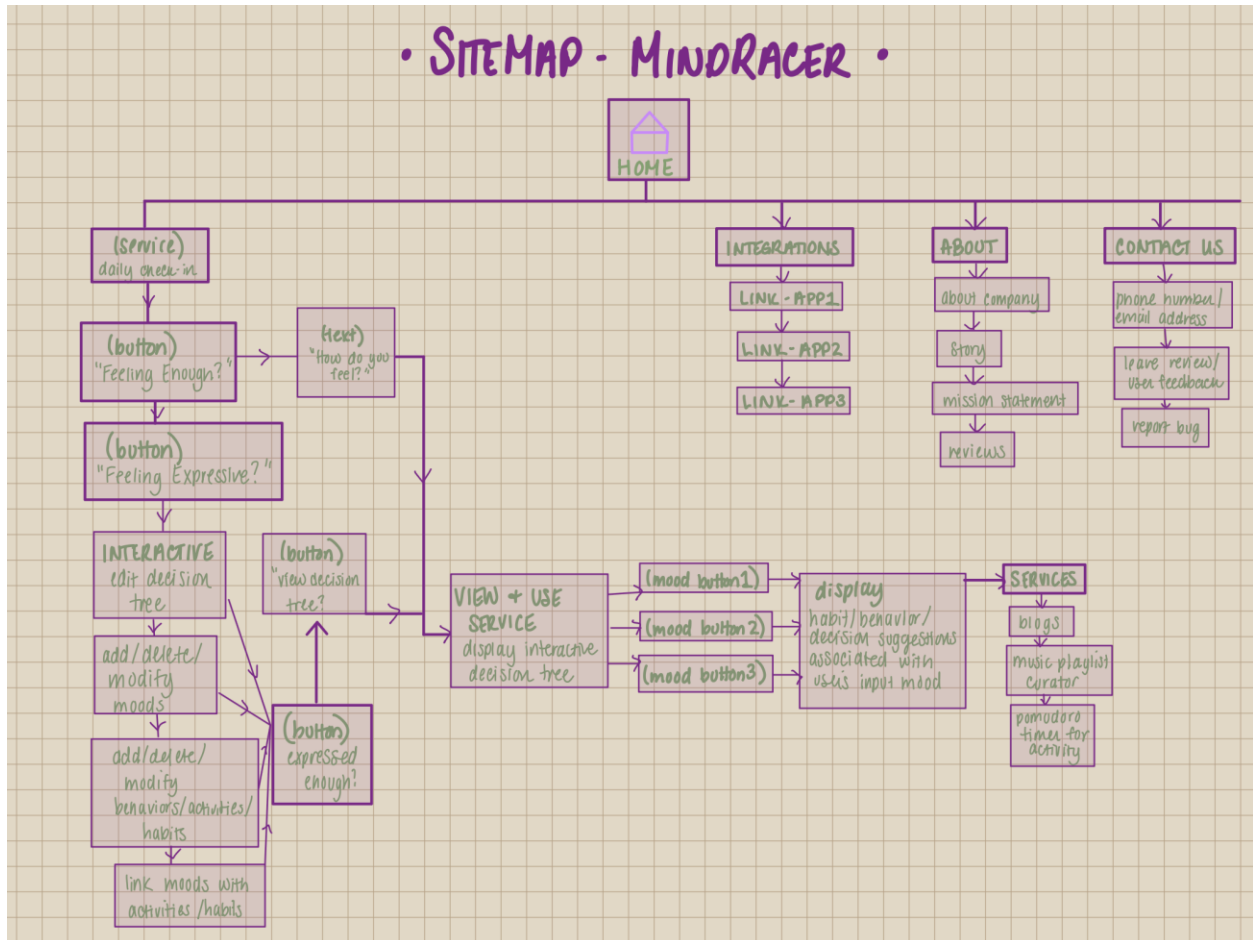 • SITEMAP - MINDRACER •
HOME
(service)
daily check-in
(button)
"Feeling Enough?"
(text)
"How do you
feel?"
(button)
"Feeling Expressive?"
INTERACTIVE
edit decision
tree
add/delete/
modify
moods
add/delete/
modify
behaviors/activities/
habits
link moods with
activities/habits
(button)
expressed
enough?
(button)
"view decision
tree?
VIEW + USE
SERVICE
display interactive
decision tree
(mood button1)
(mood button2)
(mood button3)
display
habit/behavior/
decision suggestions
associated with
user's input mood
SERVICES
blogs
music playlist
curator
pomodoro
timer for
activity
INTEGRATIONS
LINK-APP1
LINK-APP2
LINK-APP3
ABOUT
about company
story
mission statement
reviews
CONTACT US
phone number/
email address
leave review/
user feedback
report bug